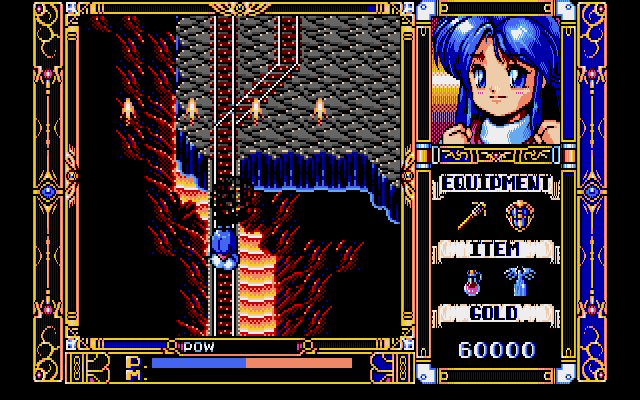 EQUIPMENT
ITEM
GOLD
60000
POW
P.
M.